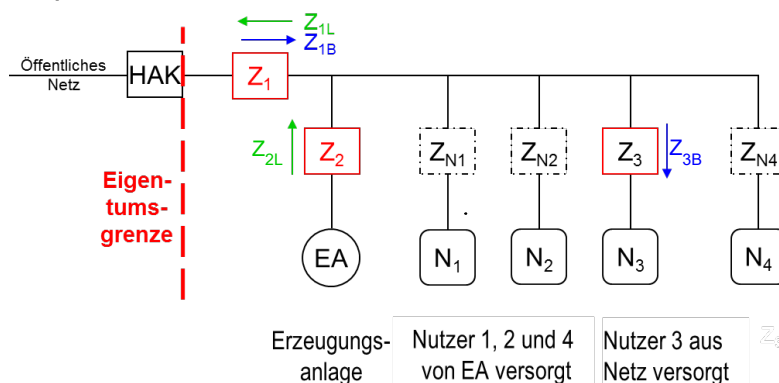 Z1L
Z1B
Öffentliches
Netz
HAK
Z1
Z2L
Z2
ZN1
ZN2
Z3
Z3B
ZN4
Eigen-
tums-
grenze
EA
N1
N2
N3
N4
Erzeugungs-
anlage
Nutzer 1, 2 und 4
von EA versorgt
Nutzer 3 aus
Netz versorgt